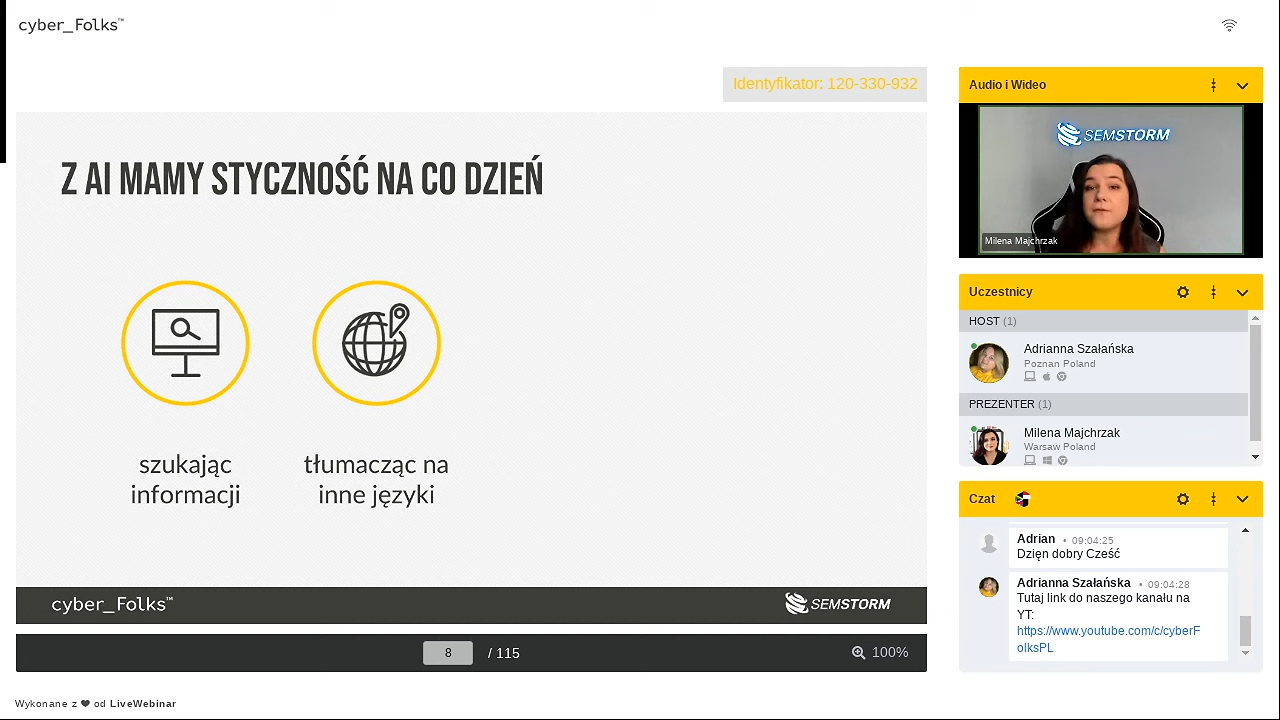 cyber_Folks™
Identyfikator: 120-330-932
Z AI MAMY STYCZNOŚĆ NA CO DZIEŃ
szukając
informacji
tłumacząc na
inne języki
cyber_Folks™
SEMSTORM
8 / 115
100%
Wykonane z od LiveWebinar
Audio i Wideo
SEMSTORM
Milena Majchrzak
Uczestnicy
HOST (1)
Adrianna Szałańska
Poznan Poland
PREZENTER (1)
Milena Majchrzak
Warsaw Poland
Czat
Adrian • 09:04:25
Dzięn dobry Cześć
Adrianna Szałańska • 09:04:28
Tutaj link do naszego kanału na
YT:
https://www.youtube.com/c/cyberF
olksPL